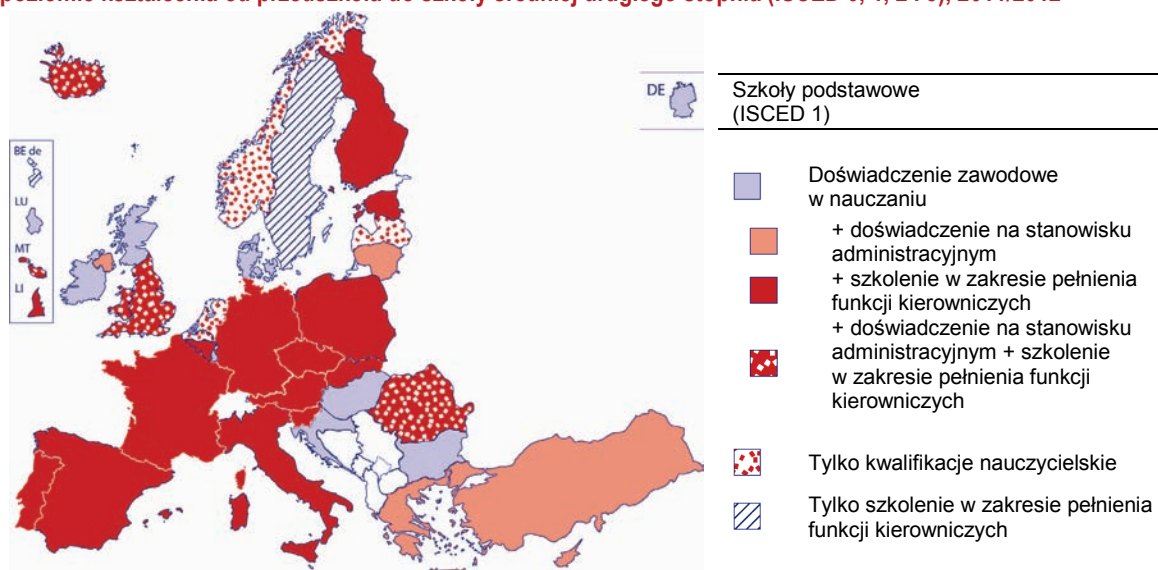 poziomie kształcenia od przedszkola do szkoły średniej drugiego stopnia (ISCED 0, 1, 2 i 3), 2011/2012
DE
Szkoły podstawowe
(ISCED 1)
BE de
LU
MT
LI
Doświadczenie zawodowe
w nauczaniu
+ doświadczenie na stanowisku
administracyjnym
+ szkolenie w zakresie pełnienia
funkcji kierowniczych
+ doświadczenie na stanowisku
administracyjnym + szkolenie
w zakresie pełnienia funkcji
kierowniczych
Tylko kwalifikacje nauczycielskie
Tylko szkolenie w zakresie pełnienia
funkcji kierowniczych